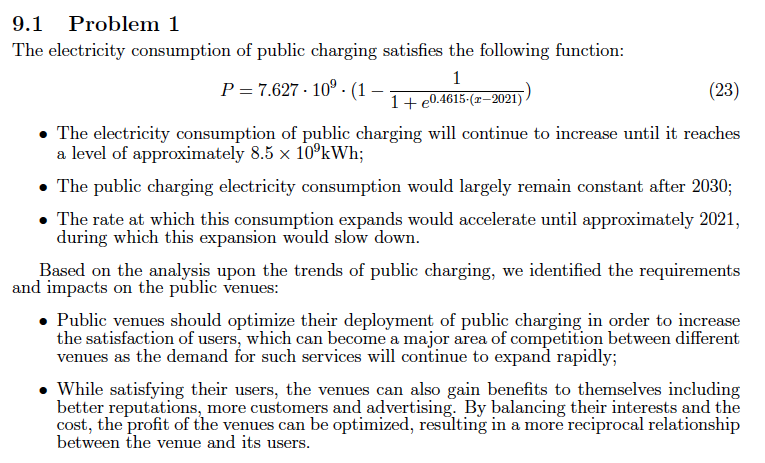 9.1 Problem 1
The electricity consumption of public charging satisfies the following function:
P = 7.627 · 10⁹ · (1 − 1 / (1 + e^{0.4615·(x−2021)})) (23)
• The electricity consumption of public charging will continue to increase until it reaches
a level of approximately 8.5 × 10⁹kWh;
• The public charging electricity consumption would largely remain constant after 2030;
• The rate at which this consumption expands would accelerate until approximately 2021,
during which this expansion would slow down.
Based on the analysis upon the trends of public charging, we identified the requirements
and impacts on the public venues:
• Public venues should optimize their deployment of public charging in order to increase
the satisfaction of users, which can become a major area of competition between different
venues as the demand for such services will continue to expand rapidly;
• While satisfying their users, the venues can also gain benefits to themselves including
better reputations, more customers and advertising. By balancing their interests and the
cost, the profit of the venues can be optimized, resulting in a more reciprocal relationship
between the venue and its users.